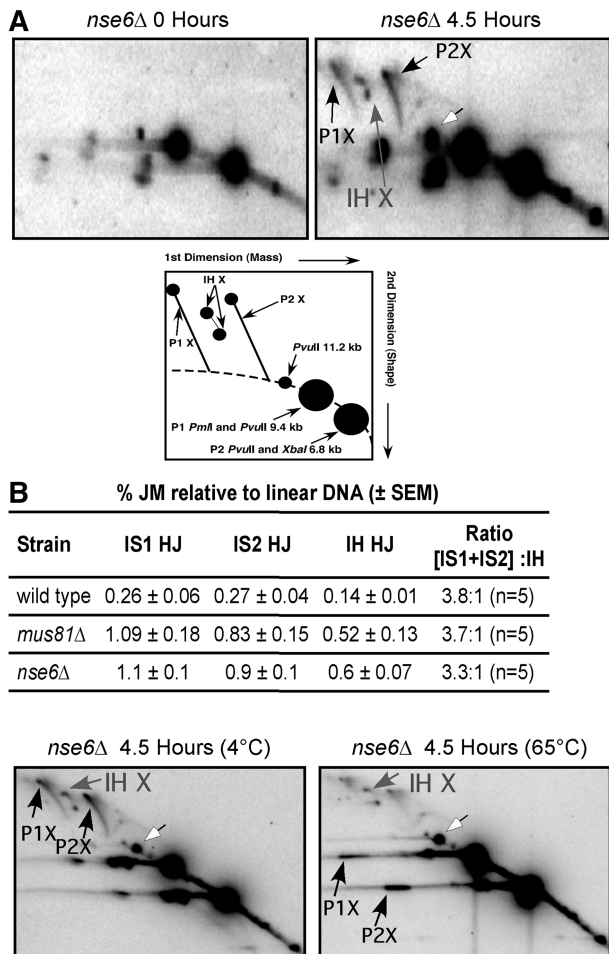 A
nse6Δ 0 Hours
nse6Δ 4.5 Hours
P2X
P1X
IH X
1st Dimension (Mass)
IH X
P2 X
P1 X
PvuII 11.2 kb
P1 PmlI and PvuII 9.4 kb
P2 PvuII and XbaI 6.8 kb
2nd Dimension (Shape)
B
% JM relative to linear DNA (± SEM)
Strain IS1 HJ IS2 HJ IH HJ Ratio [IS1+IS2] :IH
wild type 0.26 ± 0.06 0.27 ± 0.04 0.14 ± 0.01 3.8:1 (n=5)
mus81Δ 1.09 ± 0.18 0.83 ± 0.15 0.52 ± 0.13 3.7:1 (n=5)
nse6Δ 1.1 ± 0.1 0.9 ± 0.1 0.6 ± 0.07 3.3:1 (n=5)
nse6Δ 4.5 Hours (4°C)
nse6Δ 4.5 Hours (65°C)
IH X
P1X
P2X
IH X
P1X
P2X